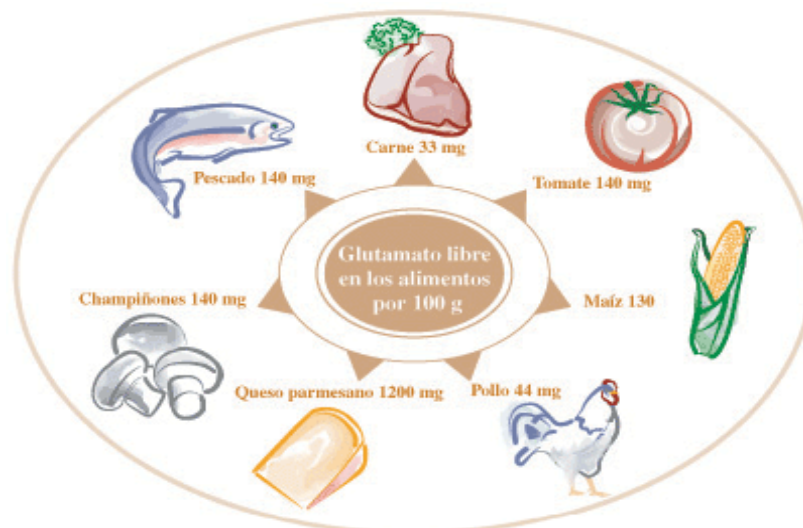 Carne 33 mg
Pescado 140 mg
Tomate 140 mg
Glutamato libre
en los alimentos
por 100 g
Champiñones 140 mg
Maíz 130
Queso parmesano 1200 mg
Pollo 44 mg